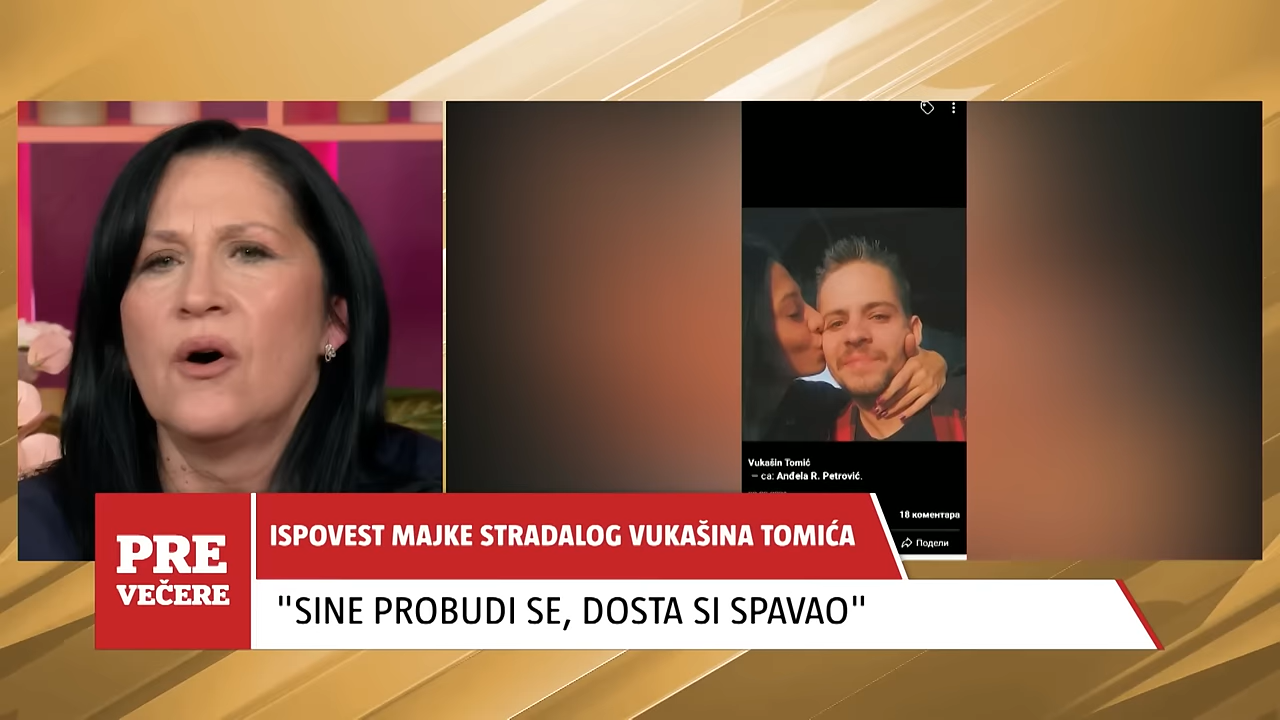 Vukašin Tomić
– са: Anđela R. Petrović.
18 коментара
Подели
PRE
VEČERE
ISPOVEST MAJKE STRADALOG VUKAŠINA TOMIĆA
"SINE PROBUDI SE, DOSTA SI SPAVAO"